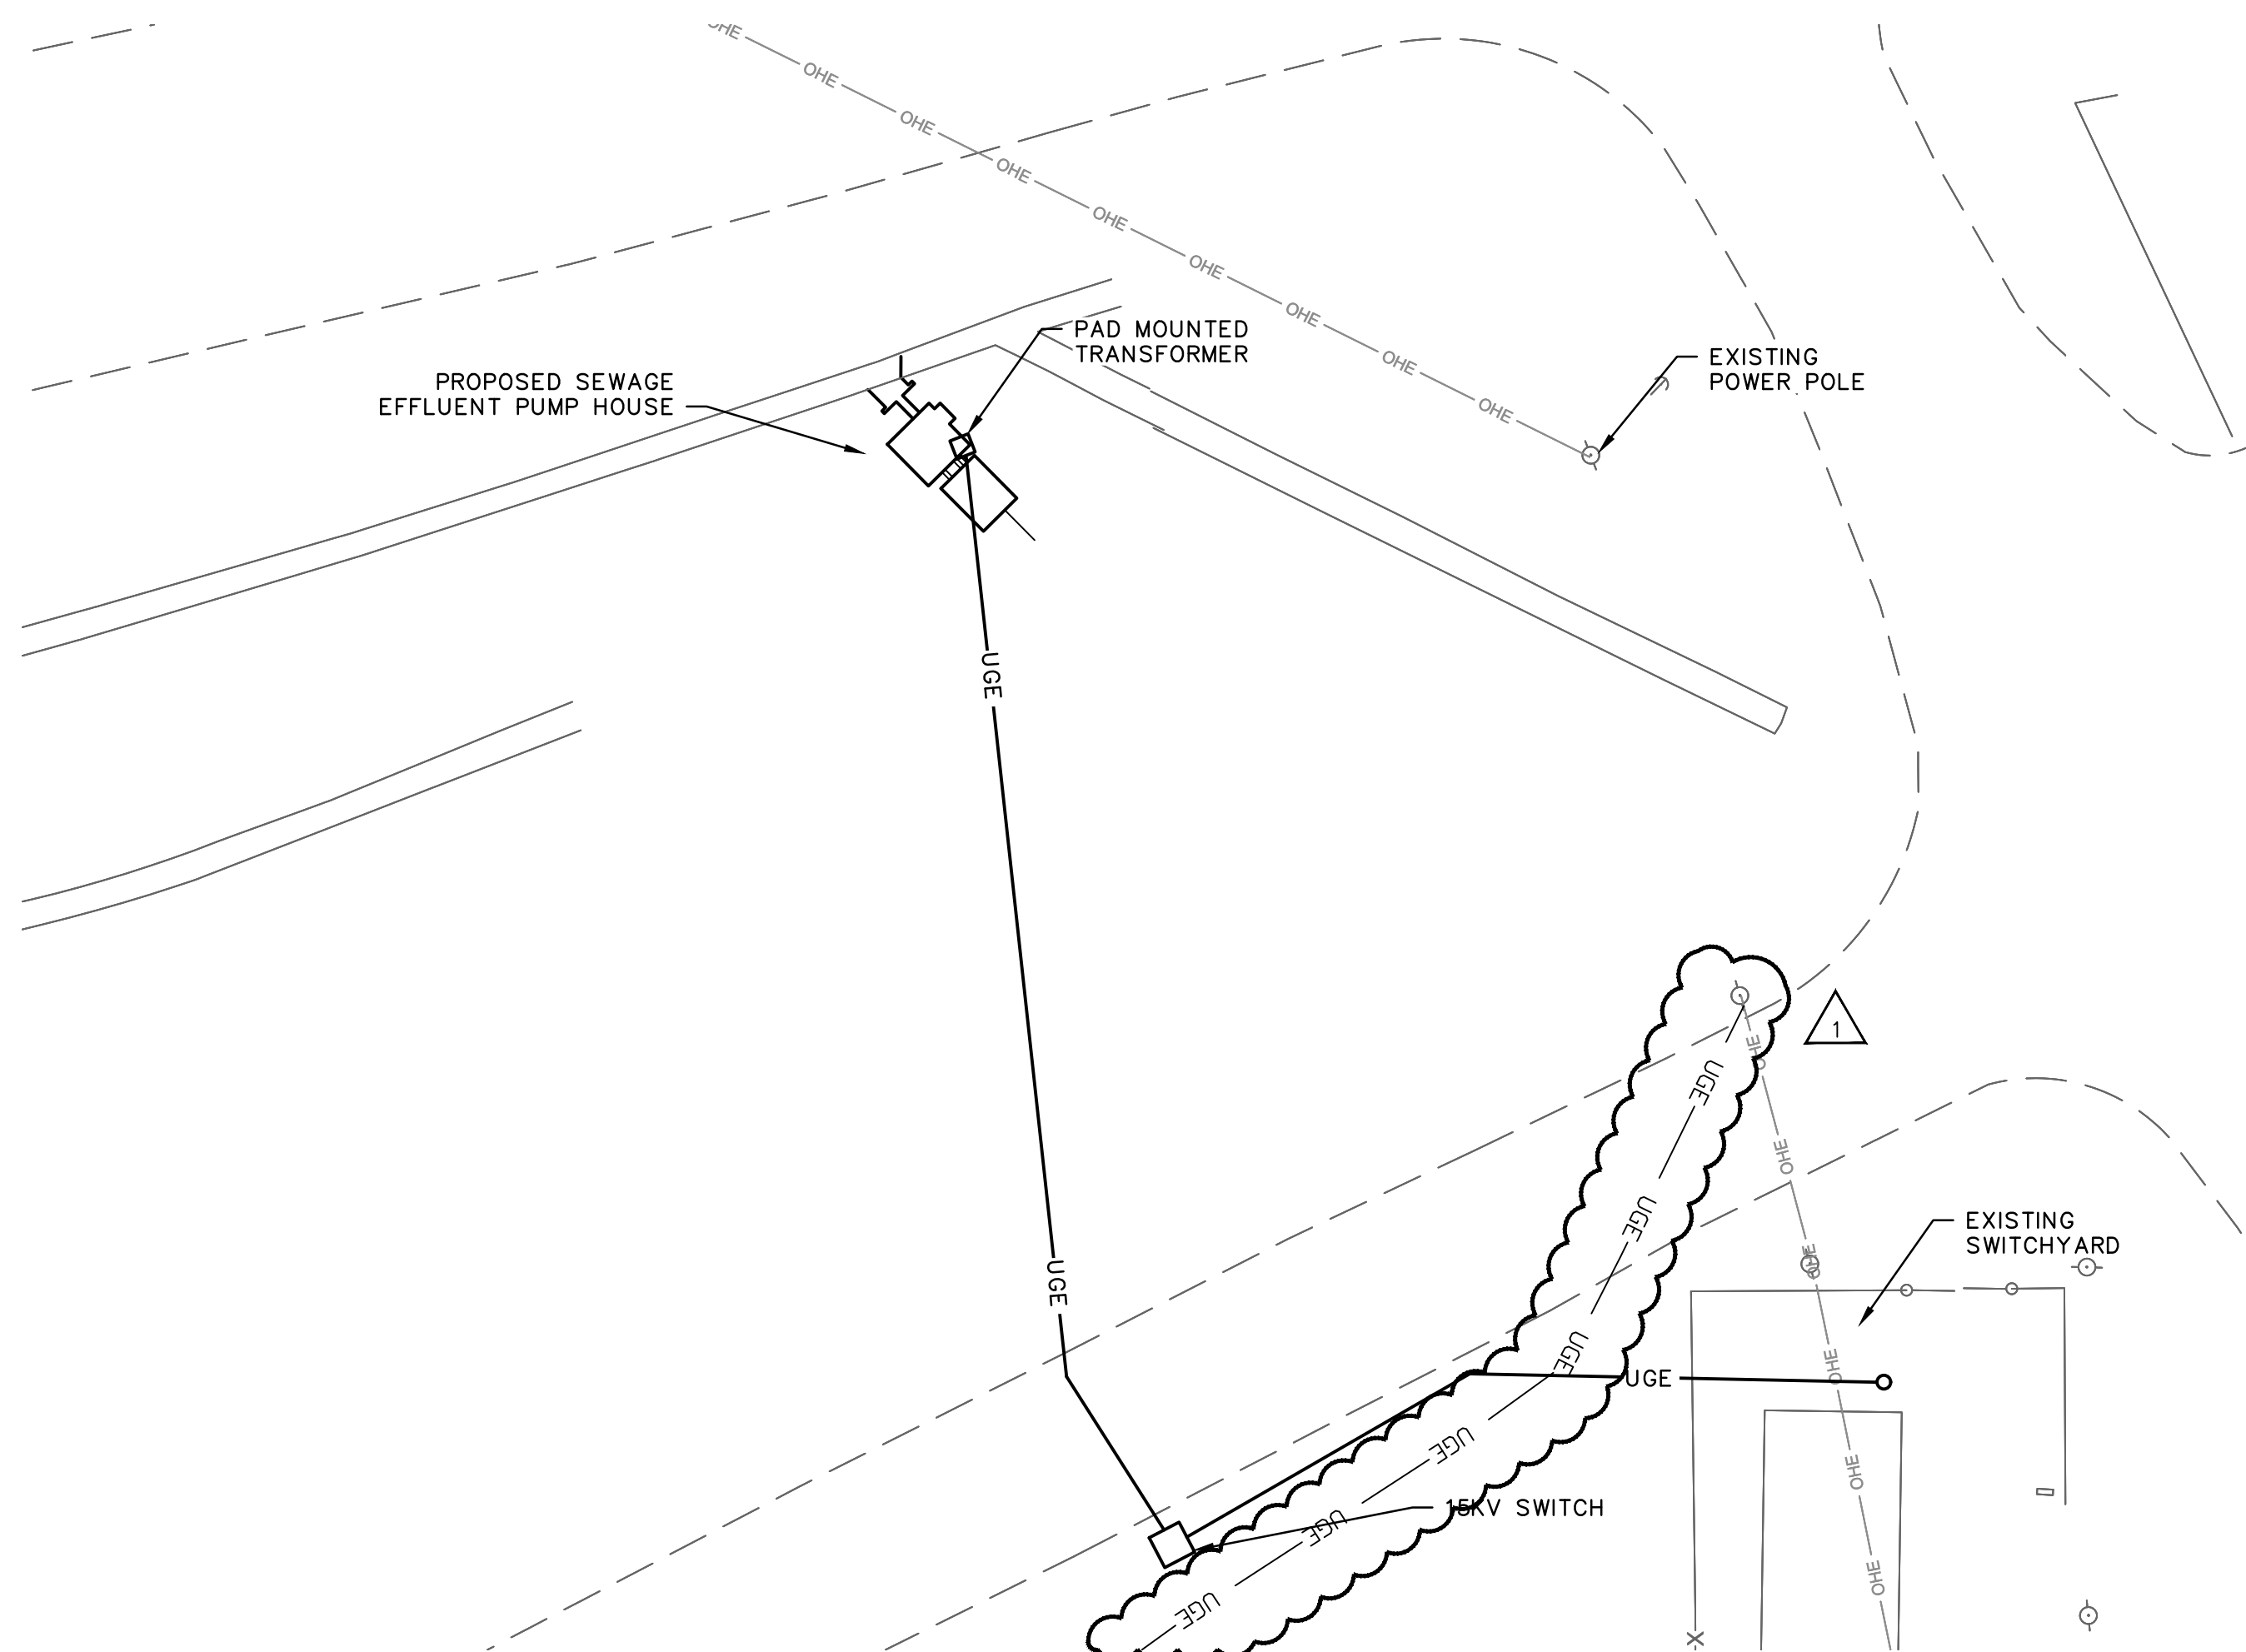 OHE
OHE
OHE
OHE
OHE
OHE
OHE
OHE
OHE
PAD MOUNTED
TRANSFORMER
EXISTING
POWER POLE
PROPOSED SEWAGE
EFFLUENT PUMP HOUSE
UGE
1
OHE
UGE
OHE
UGE
EXISTING
SWITCHYARD
OHE
UGE
UGE
OHE
UGE
UGE
OHE
15KV SWITCH
UGE
OHE
UGE
X